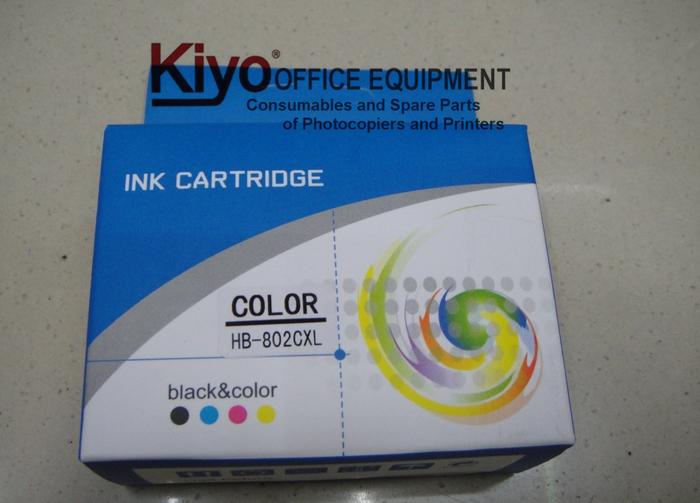 Kiyo® OFFICE EQUIPMENT
Consumables and Spare Parts
of Photocopiers and Printers
INK CARTRIDGE
COLOR
HB-802CXL
black&color